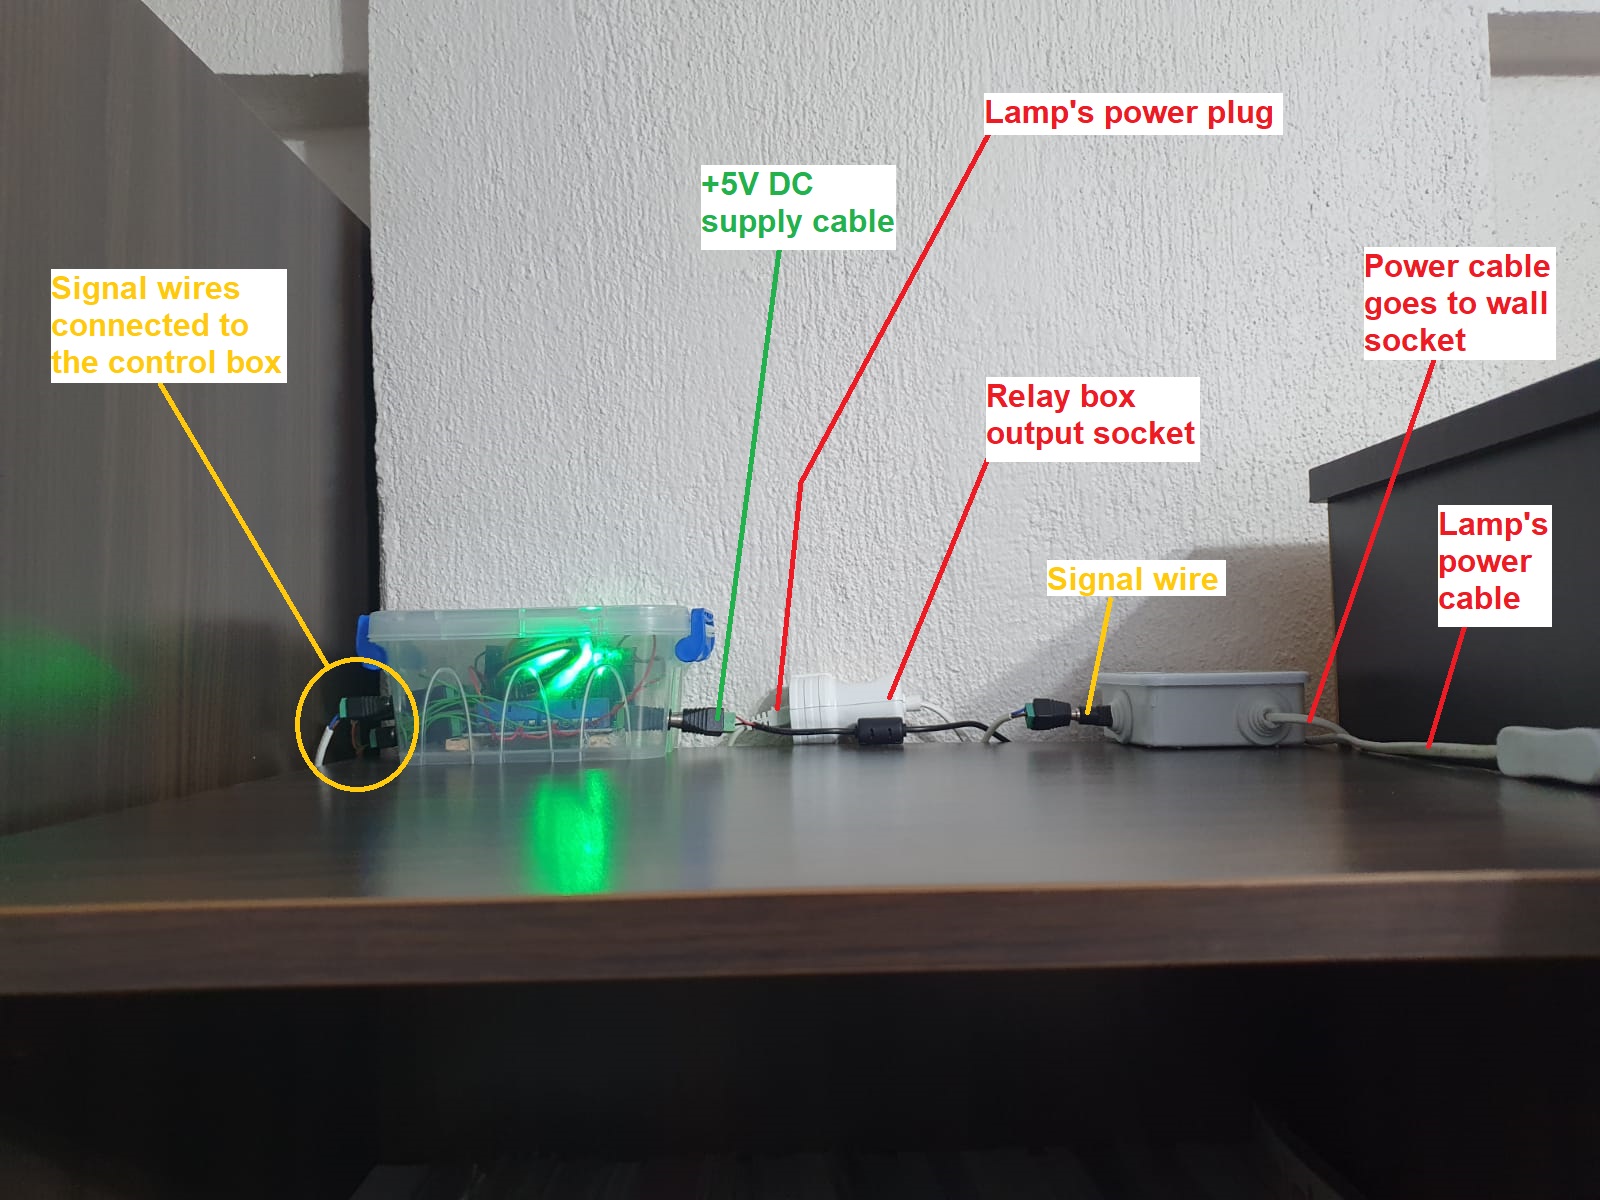 Lamp's power plug
+5V DC
supply cable
Signal wires
connected to
the control box
Power cable
goes to wall
socket
Relay box
output socket
Lamp's
power
cable
Signal wire